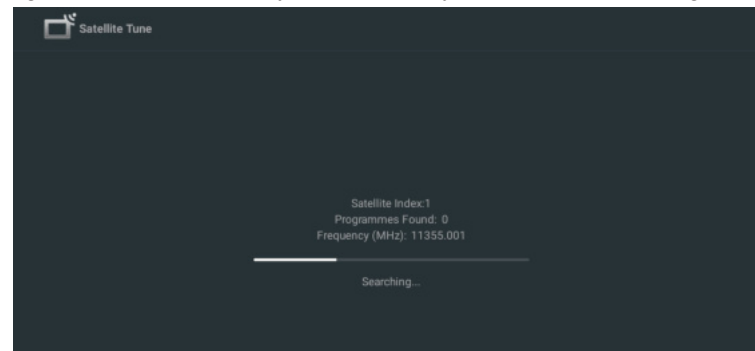 Satellite Tune
Satellite Index:1
Programmes Found: 0
Frequency (MHz): 11355.001
Searching...